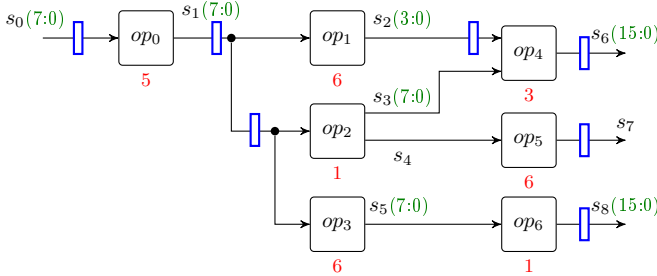 s₀(7:0) s₁(7:0) s₂(3:0) s₆(15:0)
op₀ op₁ op₄
5 6 3
s₃(7:0)
op₂ s₄ op₅ s₇
1 6
s₅(7:0) s₈(15:0)
op₃ op₆
6 1